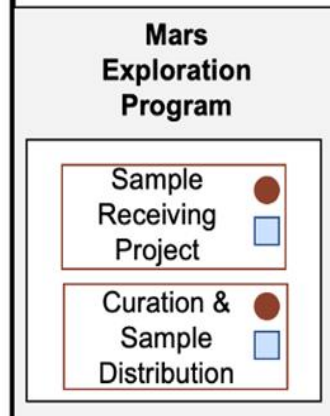 Mars
Exploration
Program
Sample
Receiving
Project
Curation &
Sample
Distribution